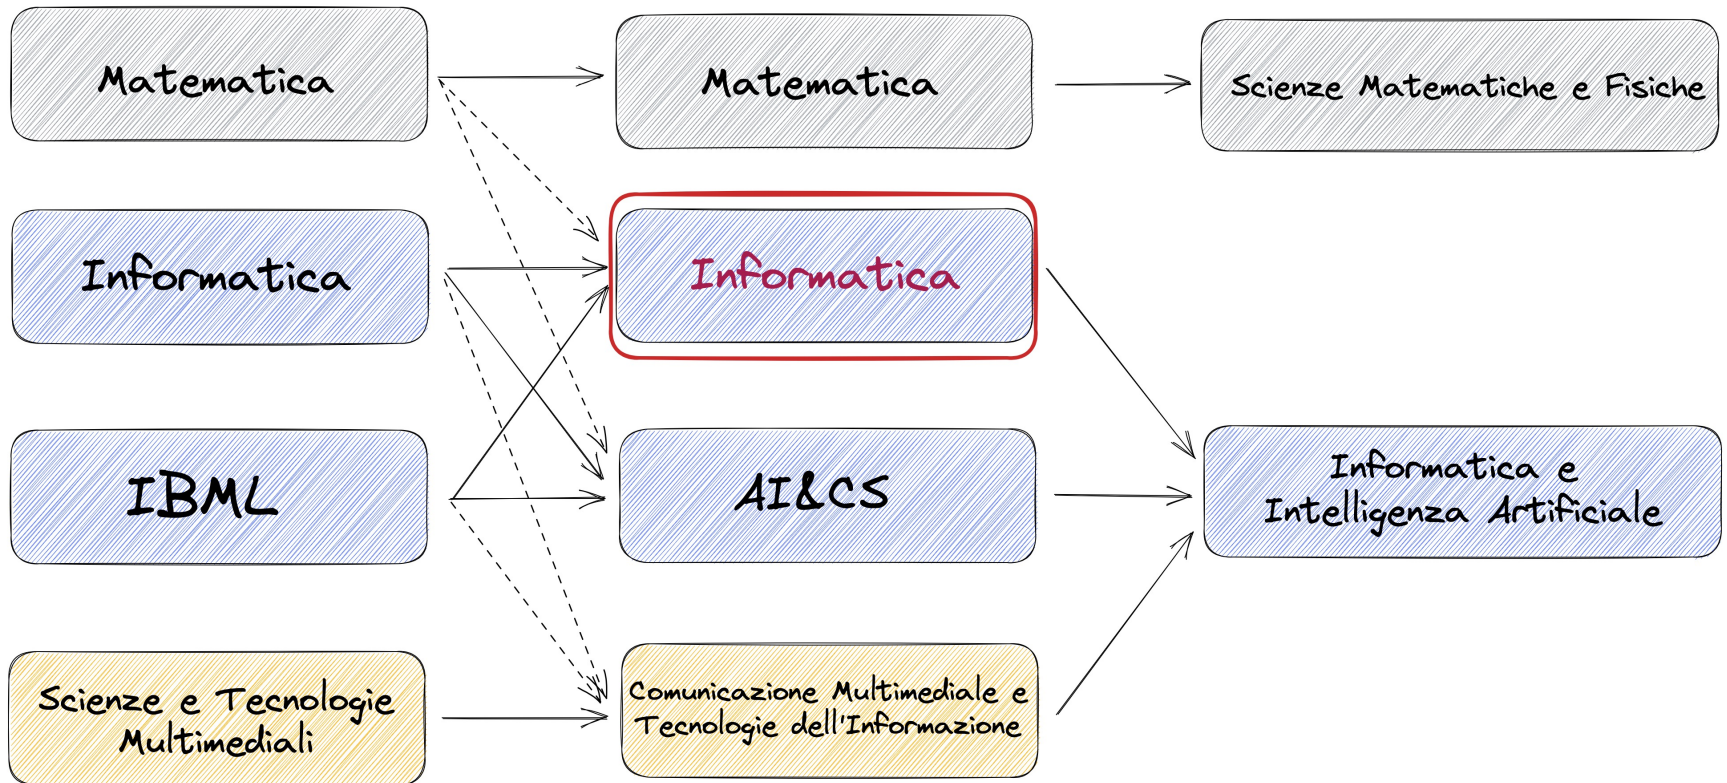 Matematica
Matematica
Scienze Matematiche e Fisiche
Informatica
Informatica
IBML
AI&CS
Informatica e
Intelligenza Artificiale
Scienze e Tecnologie
Multimediali
Comunicazione Multimediale e
Tecnologie dell'Informazione